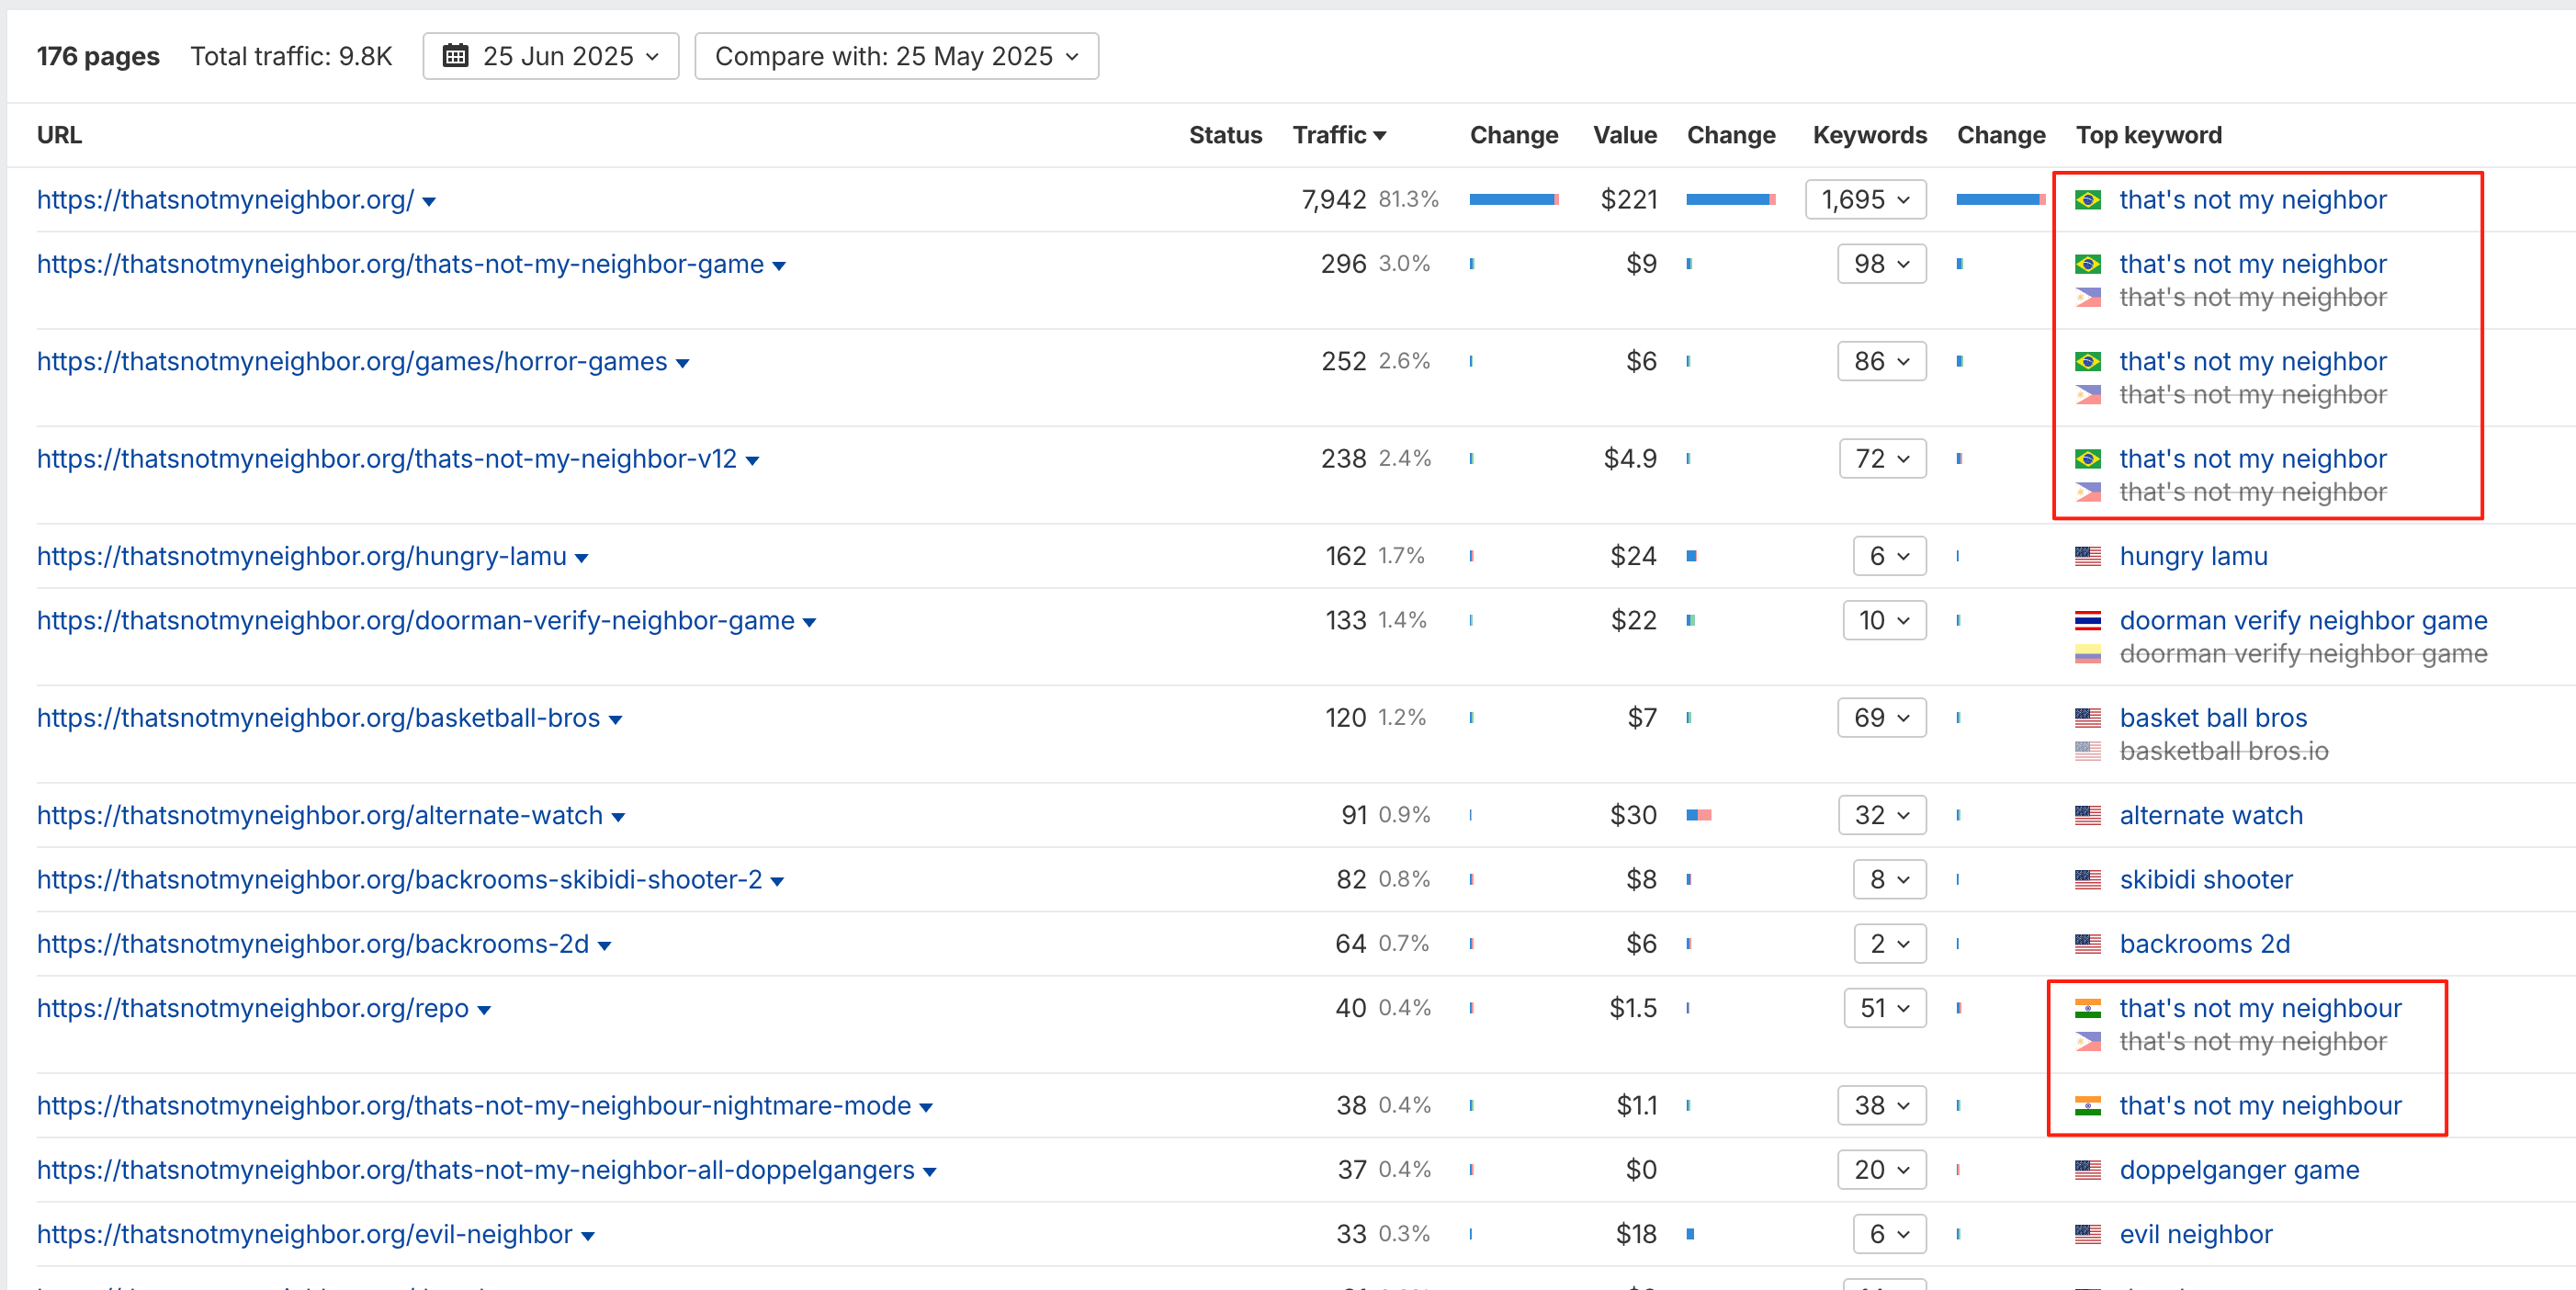 176 pages Total traffic: 9.8K 25 Jun 2025 Compare with: 25 May 2025
URL Status Traffic Change Value Change Keywords Change Top keyword
https://thatsnotmyneighbor.org/ 7,942 81.3% $221 1,695 that's not my neighbor
https://thatsnotmyneighbor.org/thats-not-my-neighbor-game 296 3.0% $9 98 that's not my neighbor
that's not my neighbor
https://thatsnotmyneighbor.org/games/horror-games 252 2.6% $6 86 that's not my neighbor
that's not my neighbor
https://thatsnotmyneighbor.org/thats-not-my-neighbor-v12 238 2.4% $4.9 72 that's not my neighbor
that's not my neighbor
https://thatsnotmyneighbor.org/hungry-lamu 162 1.7% $24 6 hungry lamu
https://thatsnotmyneighbor.org/doorman-verify-neighbor-game 133 1.4% $22 10 doorman verify neighbor game
doorman verify neighbor game
https://thatsnotmyneighbor.org/basketball-bros 120 1.2% $7 69 basket ball bros
basketball bros.io
https://thatsnotmyneighbor.org/alternate-watch 91 0.9% $30 32 alternate watch
https://thatsnotmyneighbor.org/backrooms-skibidi-shooter-2 82 0.8% $8 8 skibidi shooter
https://thatsnotmyneighbor.org/backrooms-2d 64 0.7% $6 2 backrooms 2d
https://thatsnotmyneighbor.org/repo 40 0.4% $1.5 51 that's not my neighbour
that's not my neighbor
https://thatsnotmyneighbor.org/thats-not-my-neighbour-nightmare-mode 38 0.4% $1.1 38 that's not my neighbour
https://thatsnotmyneighbor.org/thats-not-my-neighbor-all-doppelgangers 37 0.4% $0 20 doppelganger game
https://thatsnotmyneighbor.org/evil-neighbor 33 0.3% $18 6 evil neighbor